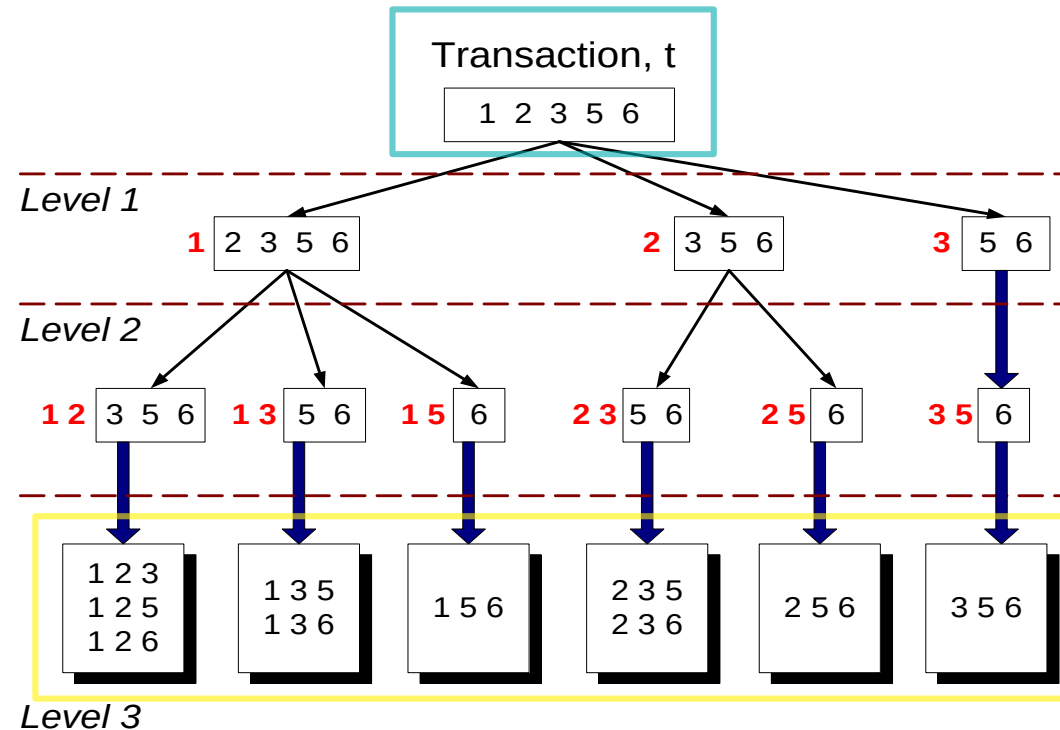 Transaction, t
1 2 3 5 6
Level 1
1 2 3 5 6
2 3 5 6
3 5 6
Level 2
1 2 3 5 6
1 3 5 6
1 5 6
2 3 5 6
2 5 6
3 5 6
1 2 3
1 2 5
1 2 6
1 3 5
1 3 6
1 5 6
2 3 5
2 3 6
2 5 6
3 5 6
Level 3